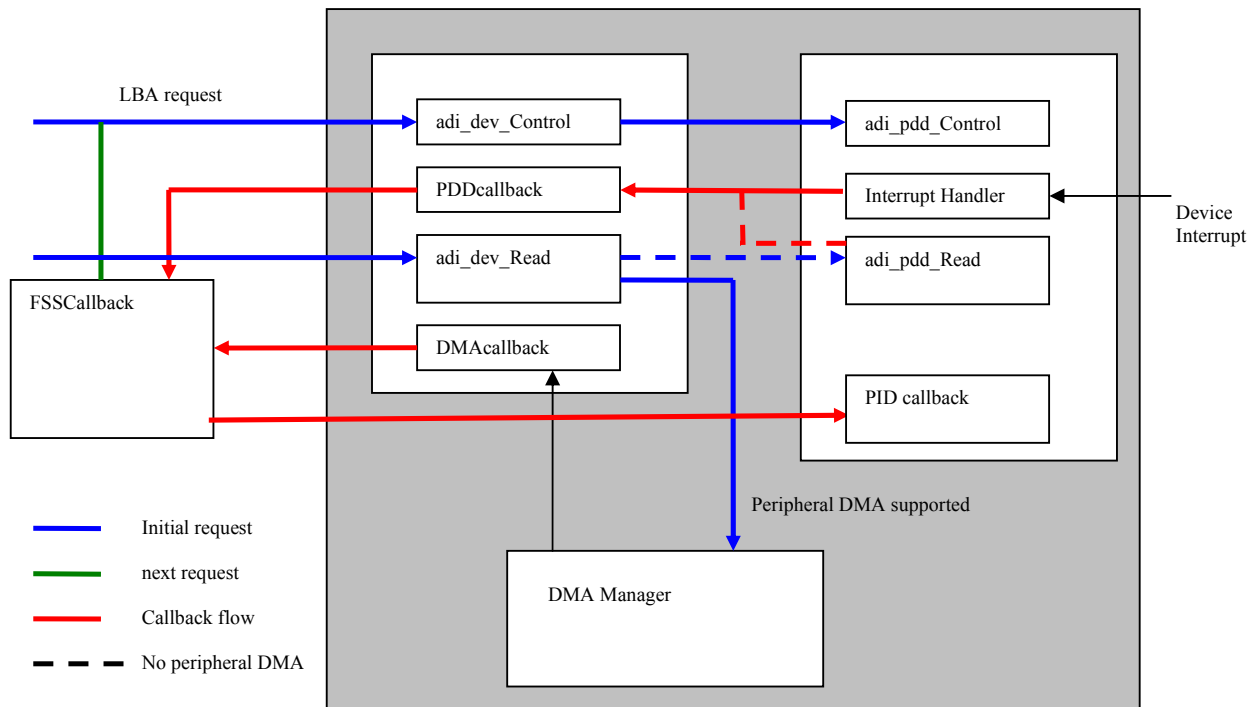 LBA request
adi_dev_Control
adi_pdd_Control
PDDcallback
Interrupt Handler
Device
Interrupt
adi_dev_Read
adi_pdd_Read
FSSCallback
DMAcallback
PID callback
Peripheral DMA supported
Initial request
next request
Callback flow
No peripheral DMA
DMA Manager